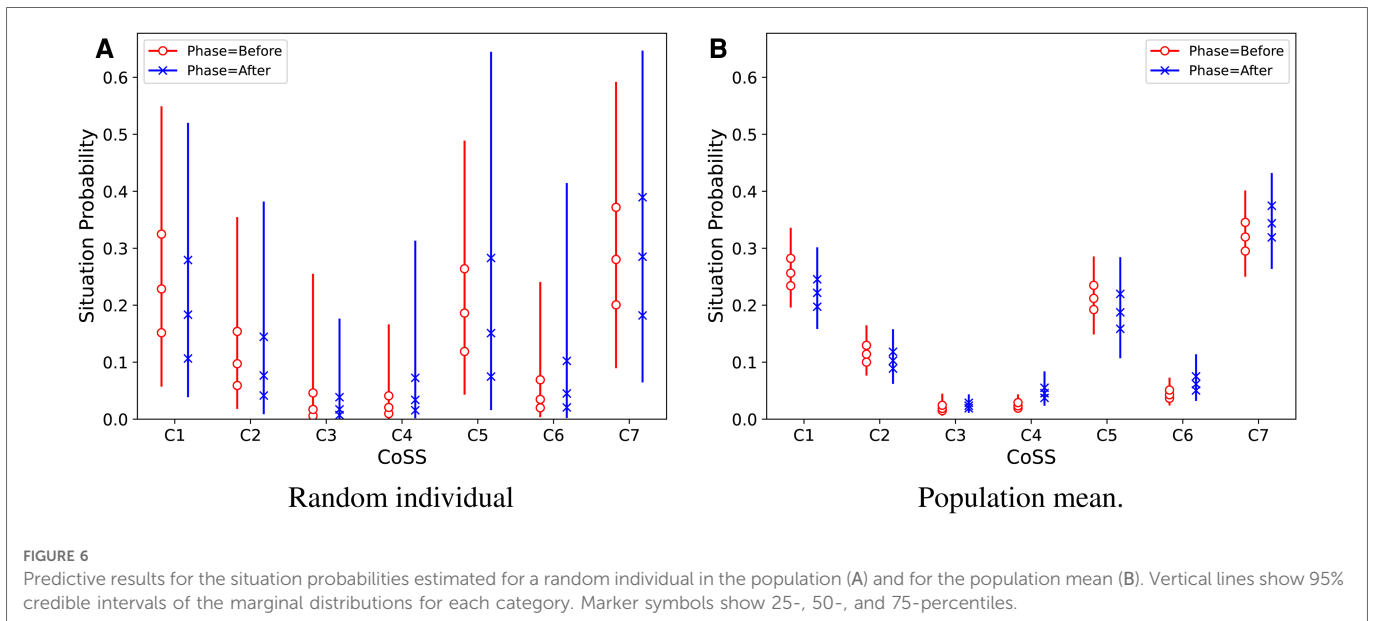 A
Phase=Before
Phase=After
Situation Probability
0.6
0.5
0.4
0.3
0.2
0.1
0.0
C1 C2 C3 C4 C5 C6 C7
CoSS
Random individual
B
Phase=Before
Phase=After
Situation Probability
0.6
0.5
0.4
0.3
0.2
0.1
0.0
C1 C2 C3 C4 C5 C6 C7
CoSS
Population mean.
FIGURE 6
Predictive results for the situation probabilities estimated for a random individual in the population (A) and for the population mean (B). Vertical lines show 95%
credible intervals of the marginal distributions for each category. Marker symbols show 25-, 50-, and 75-percentiles.